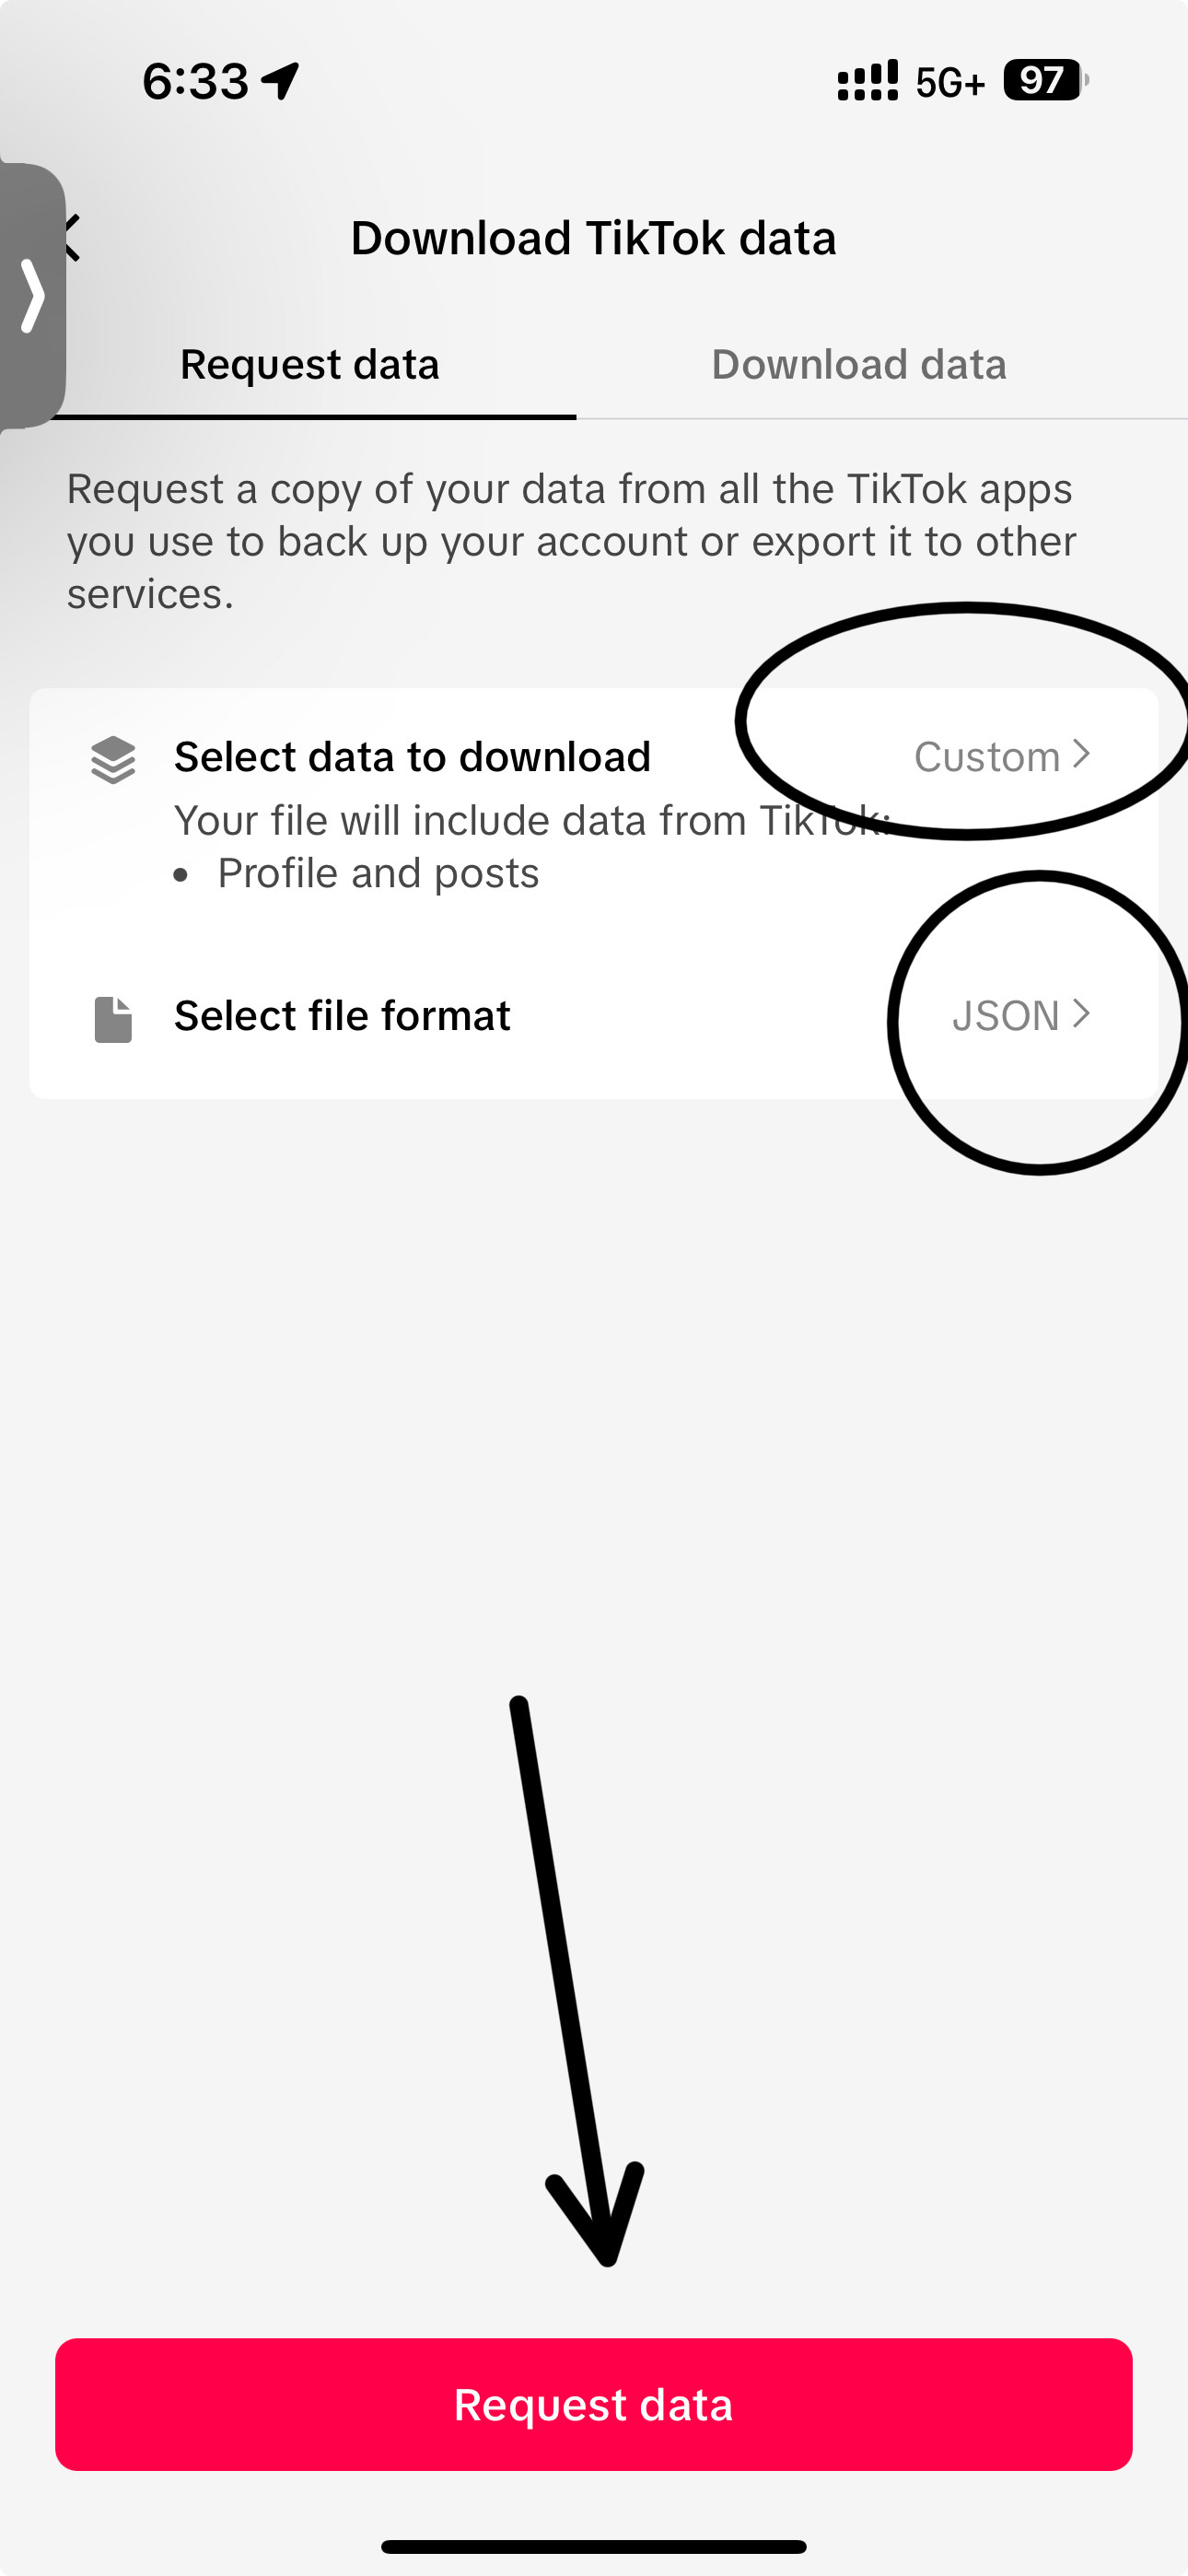 6:33 5G+ 97
Download TikTok data
Request data Download data
Request a copy of your data from all the TikTok apps
you use to back up your account or export it to other
services.
Select data to download Custom
Your file will include data from TikTok:
• Profile and posts
Select file format JSON
Request data